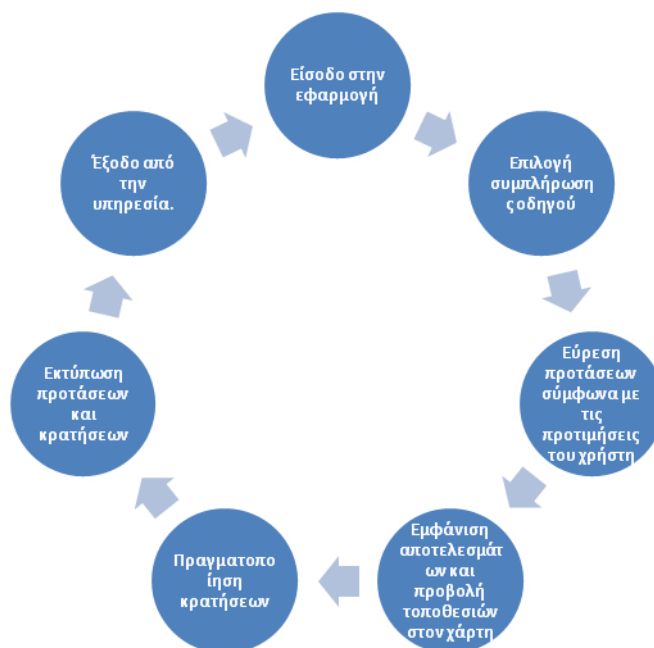 Είσοδο στην
εφαρμογή
Επιλογή
συμπλήρωση
ς οδηγού
Εύρεση
προτάσεων
σύμφωνα με
τις
προτιμήσεις
του χρήστη
Εμφάνιση
αποτελεσμάτ
ων και
προβολή
τοποθεσιών
στον χάρτη
Πραγματοπο
ίηση
κρατήσεων
Εκτύπωση
προτάσεων
και
κρατήσεων
Έξοδο από
την
υπηρεσία.